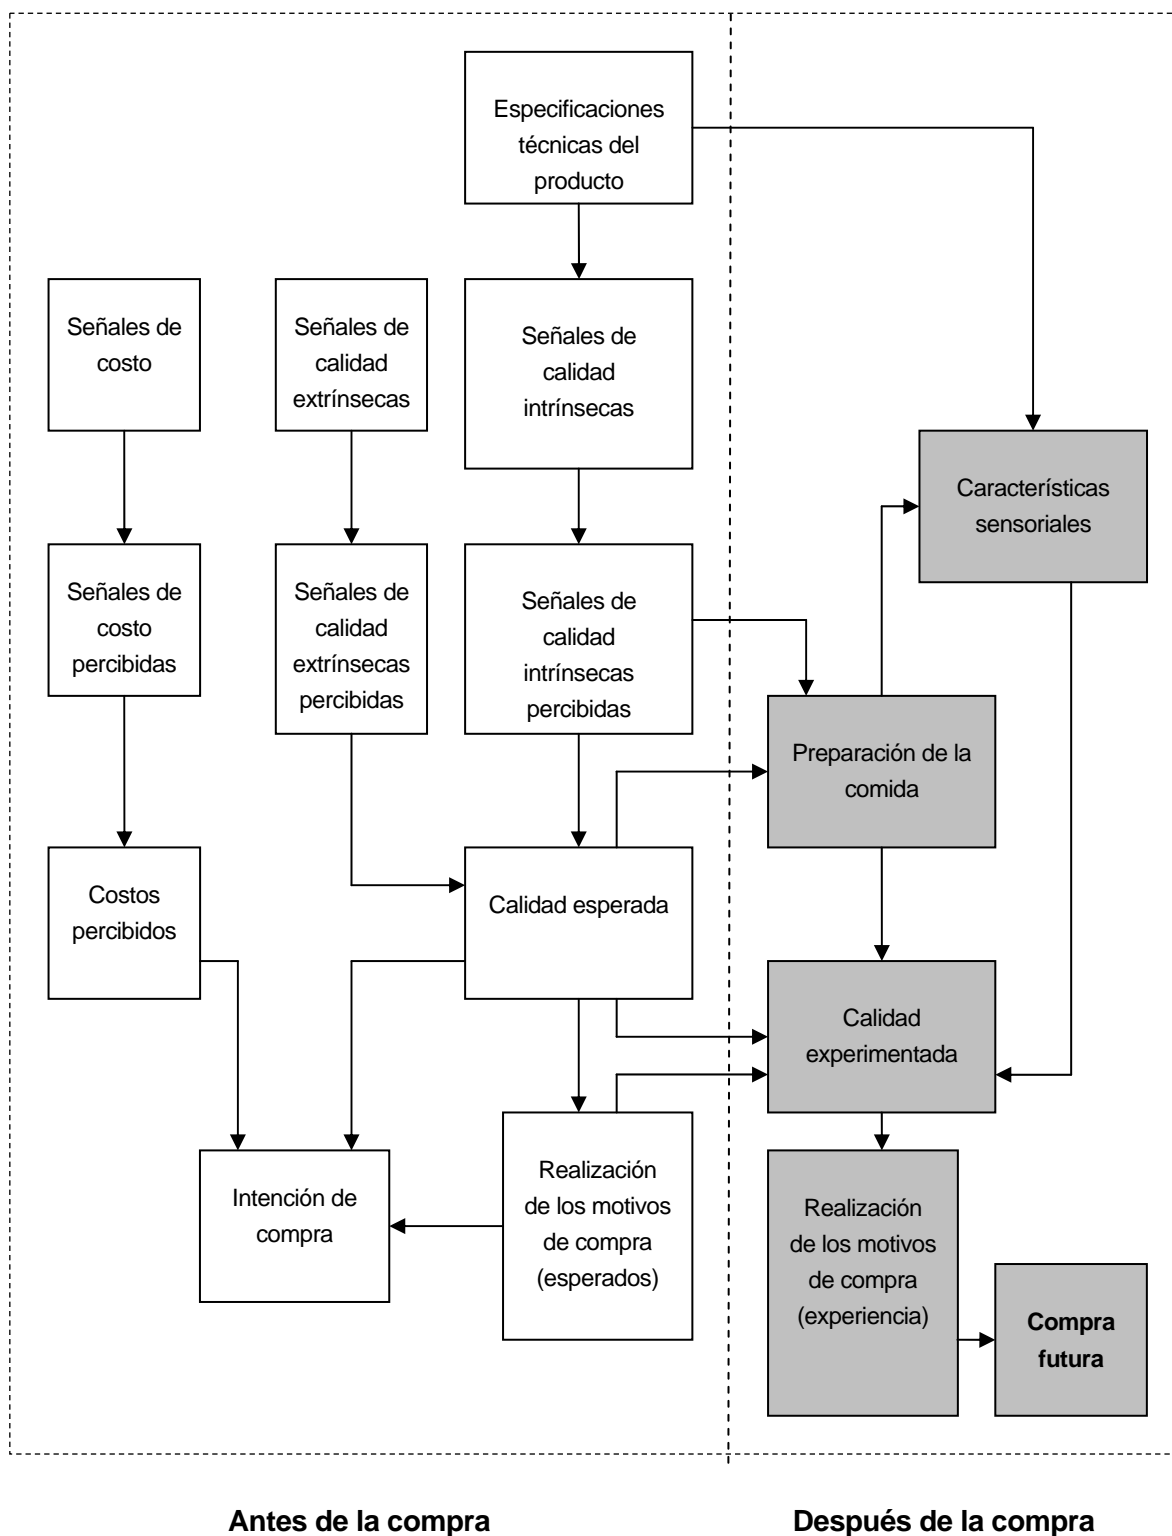 Especificaciones
técnicas del
producto
Señales de
costo
Señales de
calidad
extrínsecas
Señales de
calidad
intrínsecas
Características
sensoriales
Señales de
costo
percibidas
Señales de
calidad
extrínsecas
percibidas
Señales de
calidad
intrínsecas
percibidas
Preparación de la
comida
Costos
percibidos
Calidad esperada
Calidad
experimentada
Intención de
compra
Realización
de los motivos
de compra
(esperados)
Realización
de los motivos
de compra
(experiencia)
Compra
futura
Antes de la compra
Después de la compra